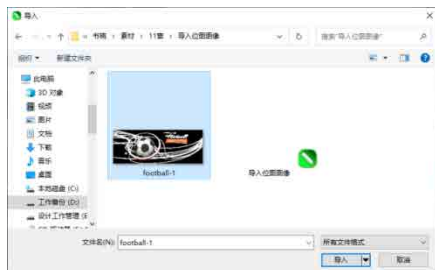 导入
« 书稿 › 素材 › 11章 › 导入位图图像
搜索"导入位图图像"
组织 新建文件夹
此电脑
3D 对象
视频
图片
文档
下载
音乐
桌面
本地磁盘 (C:)
工作备份 (D:)
设计工作管理 (E
football-1
导入位图图像
文件名(N): football-1
所有文件格式
导入 取消